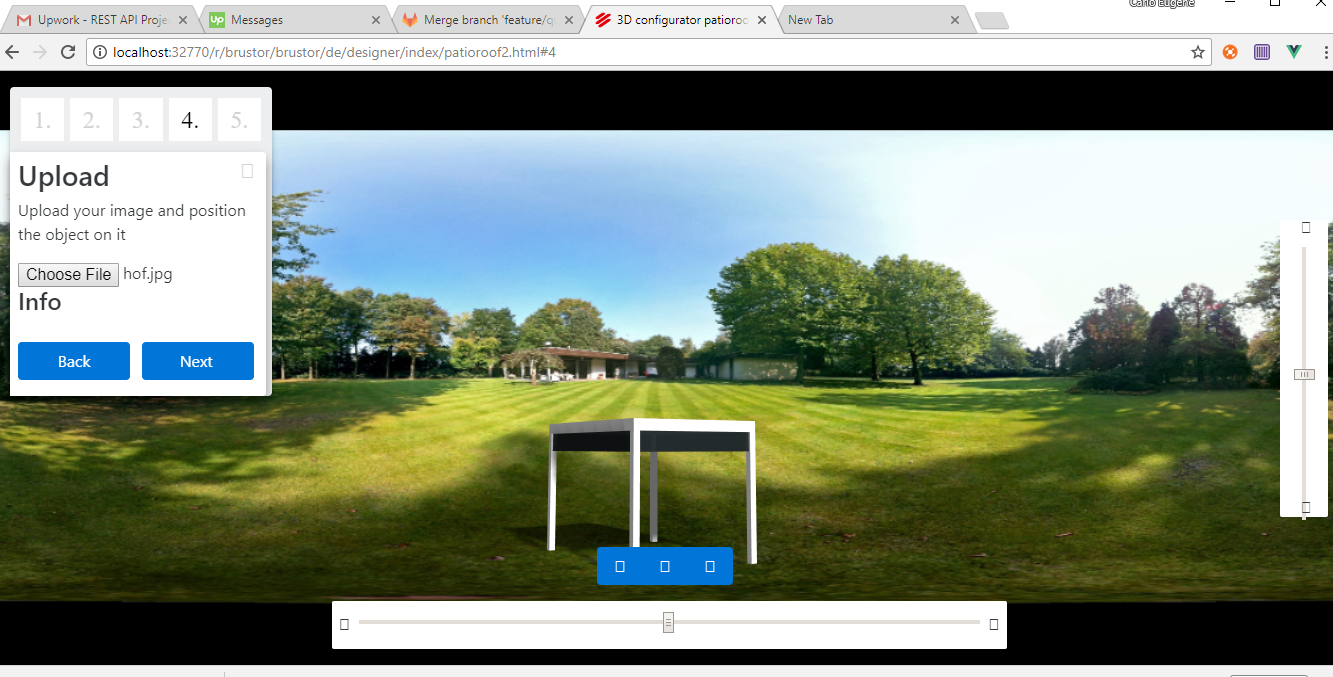 Carlo Eugene
Upwork - REST API Proje
Messages
Merge branch 'feature/q
3D configurator patioroo
New Tab
localhost:32770/r/brustor/brustor/de/designer/index/patioroof2.html#4
1. 2. 3. 4. 5.
Upload
Upload your image and position
the object on it
Choose File hof.jpg
Info
Back Next